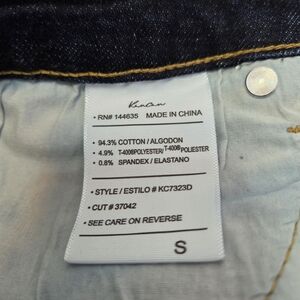 KanCan
• RN# 144635 MADE IN CHINA
• 94.3% COTTON / ALGODON
• 4.9% T-400®POLYESTER/ T-400® POLIESTER
• 0.8% SPANDEX / ELASTANO
• STYLE / ESTILO # KC7323D
• CUT # 37042
• SEE CARE ON REVERSE
S